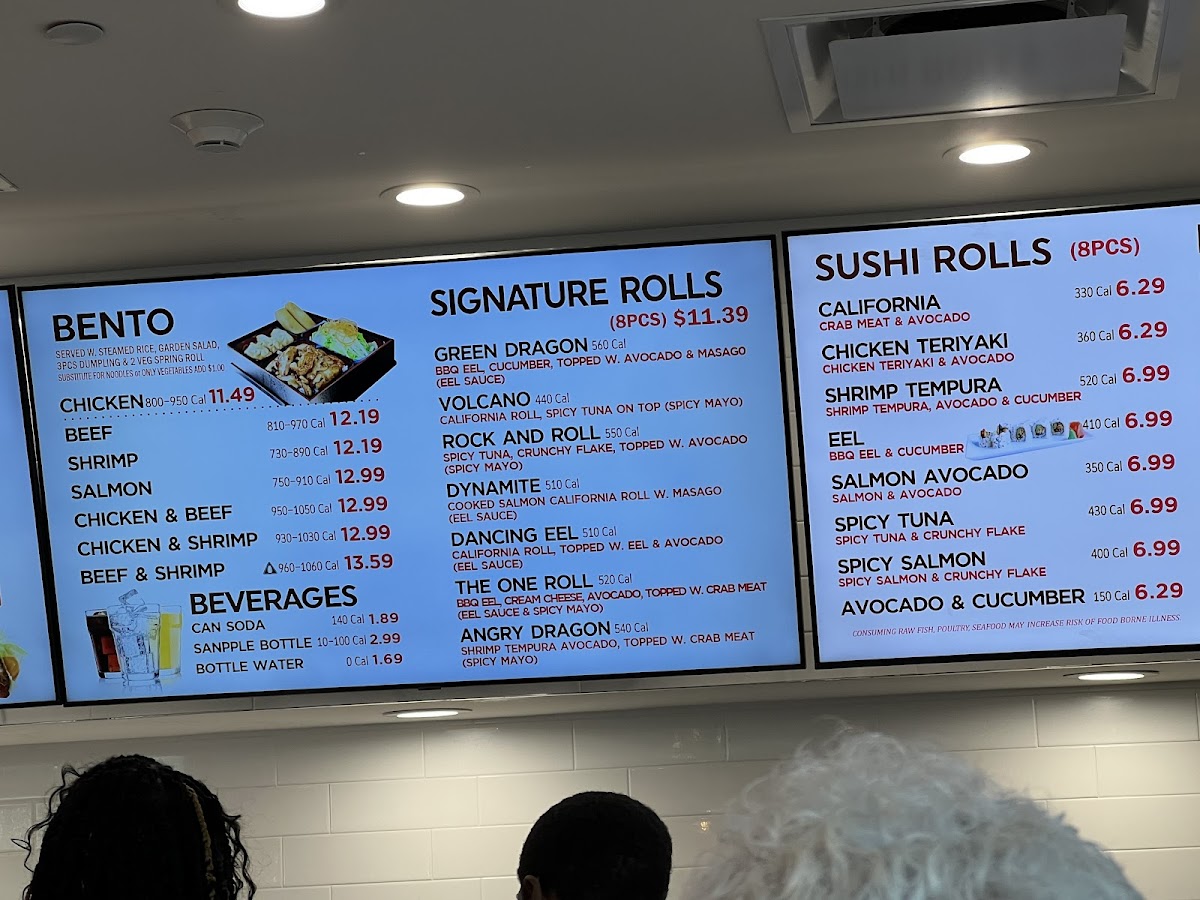 BENTO
SERVED W. STEAMED RICE, GARDEN SALAD,
3PCS DUMPLING & 2 VEG SPRING ROLL
SUBSTITUTE FOR NOODLES or ONLY VEGETABLES ADD $1.00
CHICKEN 800-950 Cal 11.49
BEEF 810-970 Cal 12.19
SHRIMP 730-890 Cal 12.19
SALMON 750-910 Cal 12.99
CHICKEN & BEEF 950-1050 Cal 12.99
CHICKEN & SHRIMP 930-1030 Cal 12.99
BEEF & SHRIMP 960-1060 Cal 13.59
BEVERAGES
CAN SODA 140 Cal 1.89
SANPPLE BOTTLE 10-100 Cal 2.99
BOTTLE WATER 0 Cal 1.69
SIGNATURE ROLLS
(8PCS) $11.39
GREEN DRAGON 560 Cal
BBQ EEL, CUCUMBER, TOPPED W. AVOCADO & MASAGO
(EEL SAUCE)
VOLCANO 440 Cal
CALIFORNIA ROLL, SPICY TUNA ON TOP (SPICY MAYO)
ROCK AND ROLL 550 Cal
SPICY TUNA, CRUNCHY FLAKE, TOPPED W. AVOCADO
(SPICY MAYO)
DYNAMITE 510 Cal
COOKED SALMON CALIFORNIA ROLL W. MASAGO
(EEL SAUCE)
DANCING EEL 510 Cal
CALIFORNIA ROLL, TOPPED W. EEL & AVOCADO
(EEL SAUCE)
THE ONE ROLL 520 Cal
BBQ EEL, CREAM CHEESE, AVOCADO, TOPPED W. CRAB MEAT
(EEL SAUCE & SPICY MAYO)
ANGRY DRAGON 540 Cal
SHRIMP TEMPURA AVOCADO, TOPPED W. CRAB MEAT
(SPICY MAYO)
SUSHI ROLLS (8PCS)
CALIFORNIA 330 Cal 6.29
CRAB MEAT & AVOCADO
CHICKEN TERIYAKI 360 Cal 6.29
CHICKEN TERIYAKI & AVOCADO
SHRIMP TEMPURA 520 Cal 6.99
SHRIMP TEMPURA, AVOCADO & CUCUMBER
EEL 410 Cal 6.99
BBQ EEL & CUCUMBER
SALMON AVOCADO 350 Cal 6.99
SALMON & AVOCADO
SPICY TUNA 430 Cal 6.99
SPICY TUNA & CRUNCHY FLAKE
SPICY SALMON 400 Cal 6.99
SPICY SALMON & CRUNCHY FLAKE
AVOCADO & CUCUMBER 150 Cal 6.29
CONSUMING RAW FISH, POULTRY, SEAFOOD MAY INCREASE RISK OF FOOD BORNE ILLNESS.